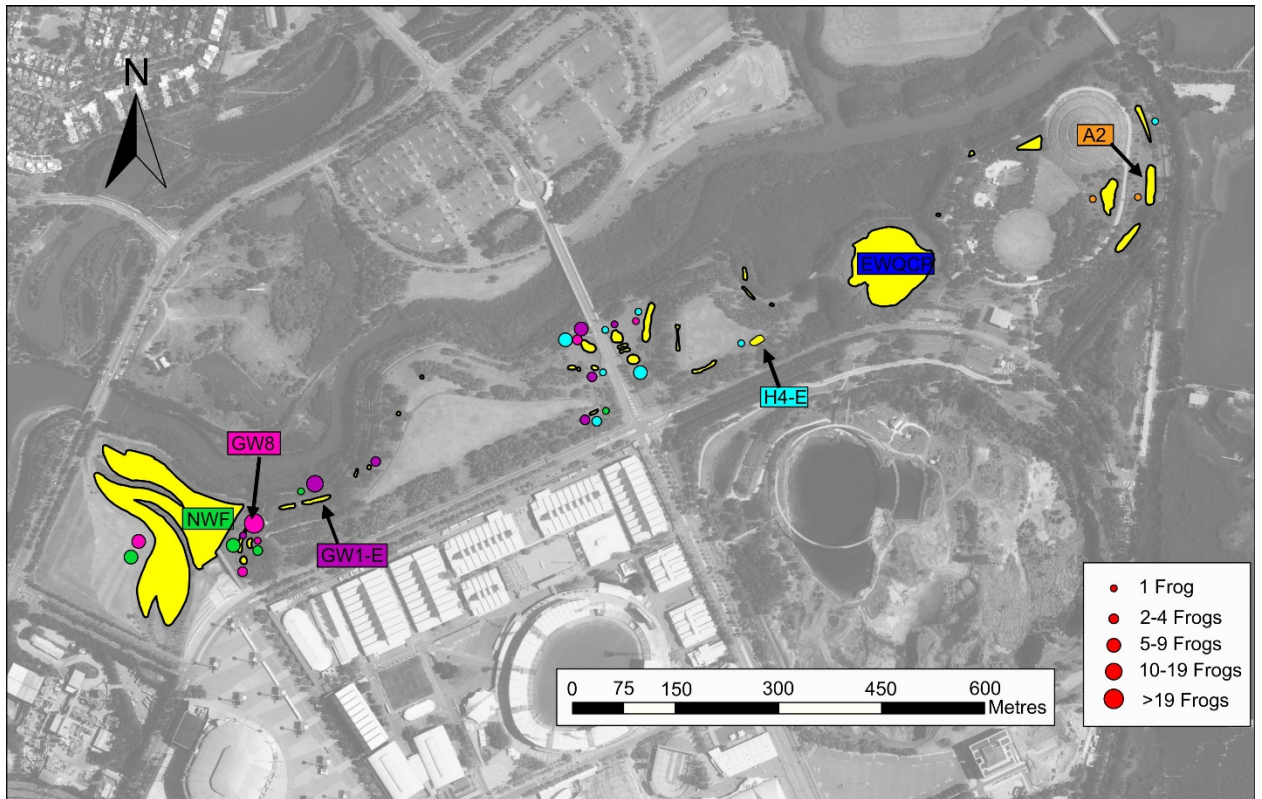 N
A2
EWQCP
H4-E
GW8
NWF
GW1-E
1 Frog
2-4 Frogs
5-9 Frogs
10-19 Frogs
>19 Frogs
0 75 150 300 450 600
Metres